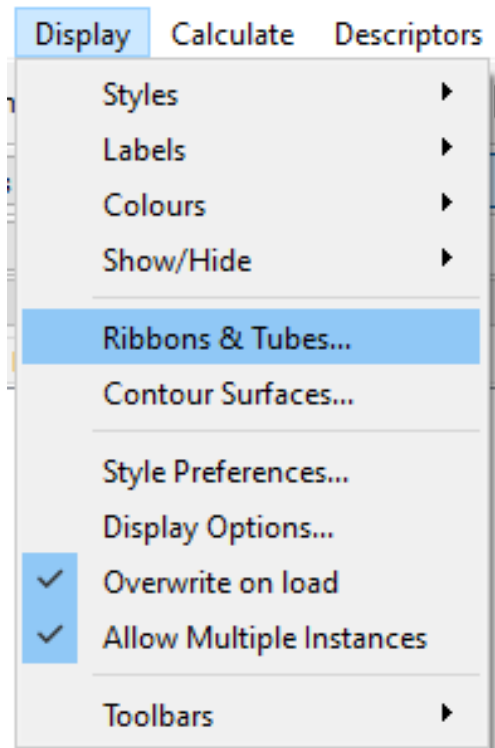 Display Calculate Descriptors
Styles
Labels
Colours
Show/Hide
Ribbons & Tubes...
Contour Surfaces...
Style Preferences...
Display Options...
Overwrite on load
Allow Multiple Instances
Toolbars